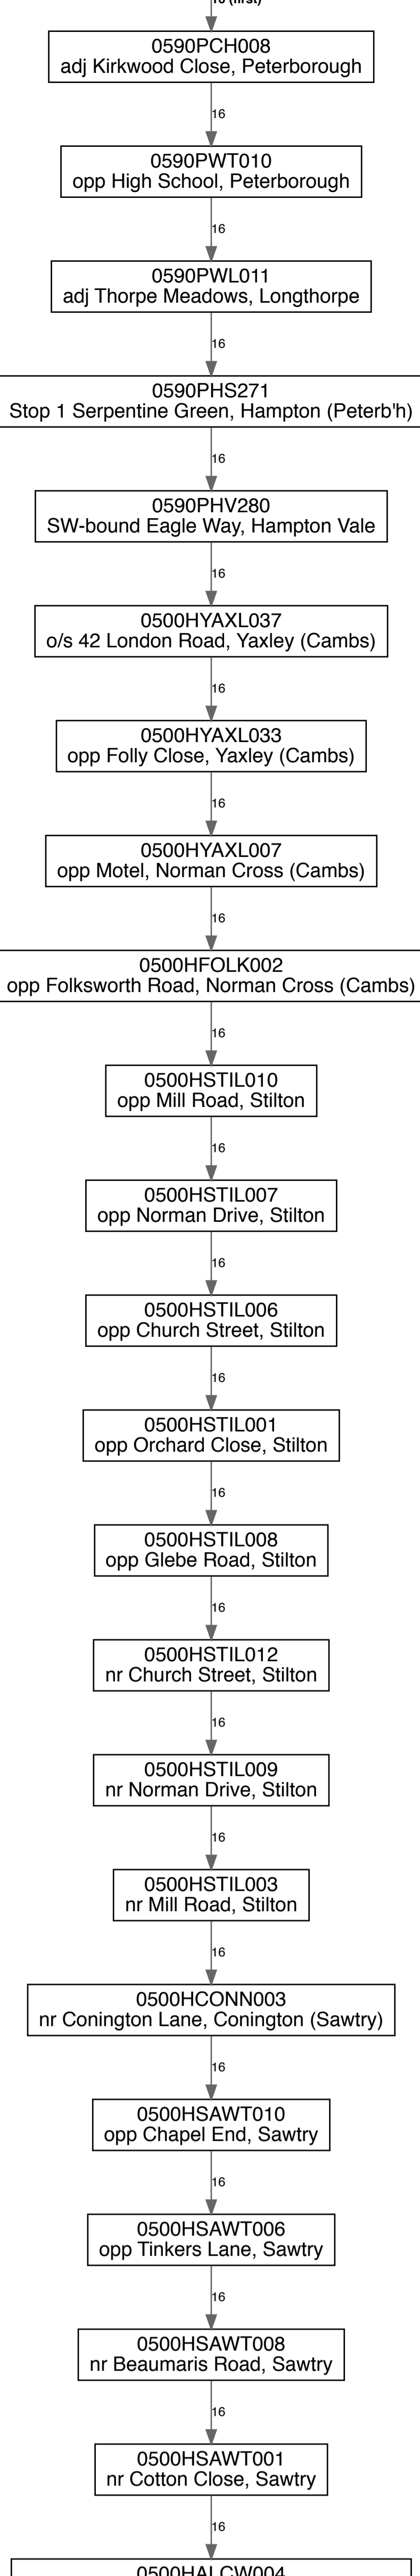 16 (first)
0590PCH008
adj Kirkwood Close, Peterborough
16
0590PWT010
opp High School, Peterborough
16
0590PWL011
adj Thorpe Meadows, Longthorpe
16
0590PHS271
Stop 1 Serpentine Green, Hampton (Peterb'h)
16
0590PHV280
SW-bound Eagle Way, Hampton Vale
16
0500HYAXL037
o/s 42 London Road, Yaxley (Cambs)
16
0500HYAXL033
opp Folly Close, Yaxley (Cambs)
16
0500HYAXL007
opp Motel, Norman Cross (Cambs)
16
0500HFOLK002
opp Folksworth Road, Norman Cross (Cambs)
16
0500HSTIL010
opp Mill Road, Stilton
16
0500HSTIL007
opp Norman Drive, Stilton
16
0500HSTIL006
opp Church Street, Stilton
16
0500HSTIL001
opp Orchard Close, Stilton
16
0500HSTIL008
opp Glebe Road, Stilton
16
0500HSTIL012
nr Church Street, Stilton
16
0500HSTIL009
nr Norman Drive, Stilton
16
0500HSTIL003
nr Mill Road, Stilton
16
0500HCONN003
nr Conington Lane, Conington (Sawtry)
16
0500HSAWT010
opp Chapel End, Sawtry
16
0500HSAWT006
opp Tinkers Lane, Sawtry
16
0500HSAWT008
nr Beaumaris Road, Sawtry
16
0500HSAWT001
nr Cotton Close, Sawtry
16
0500HALCW004